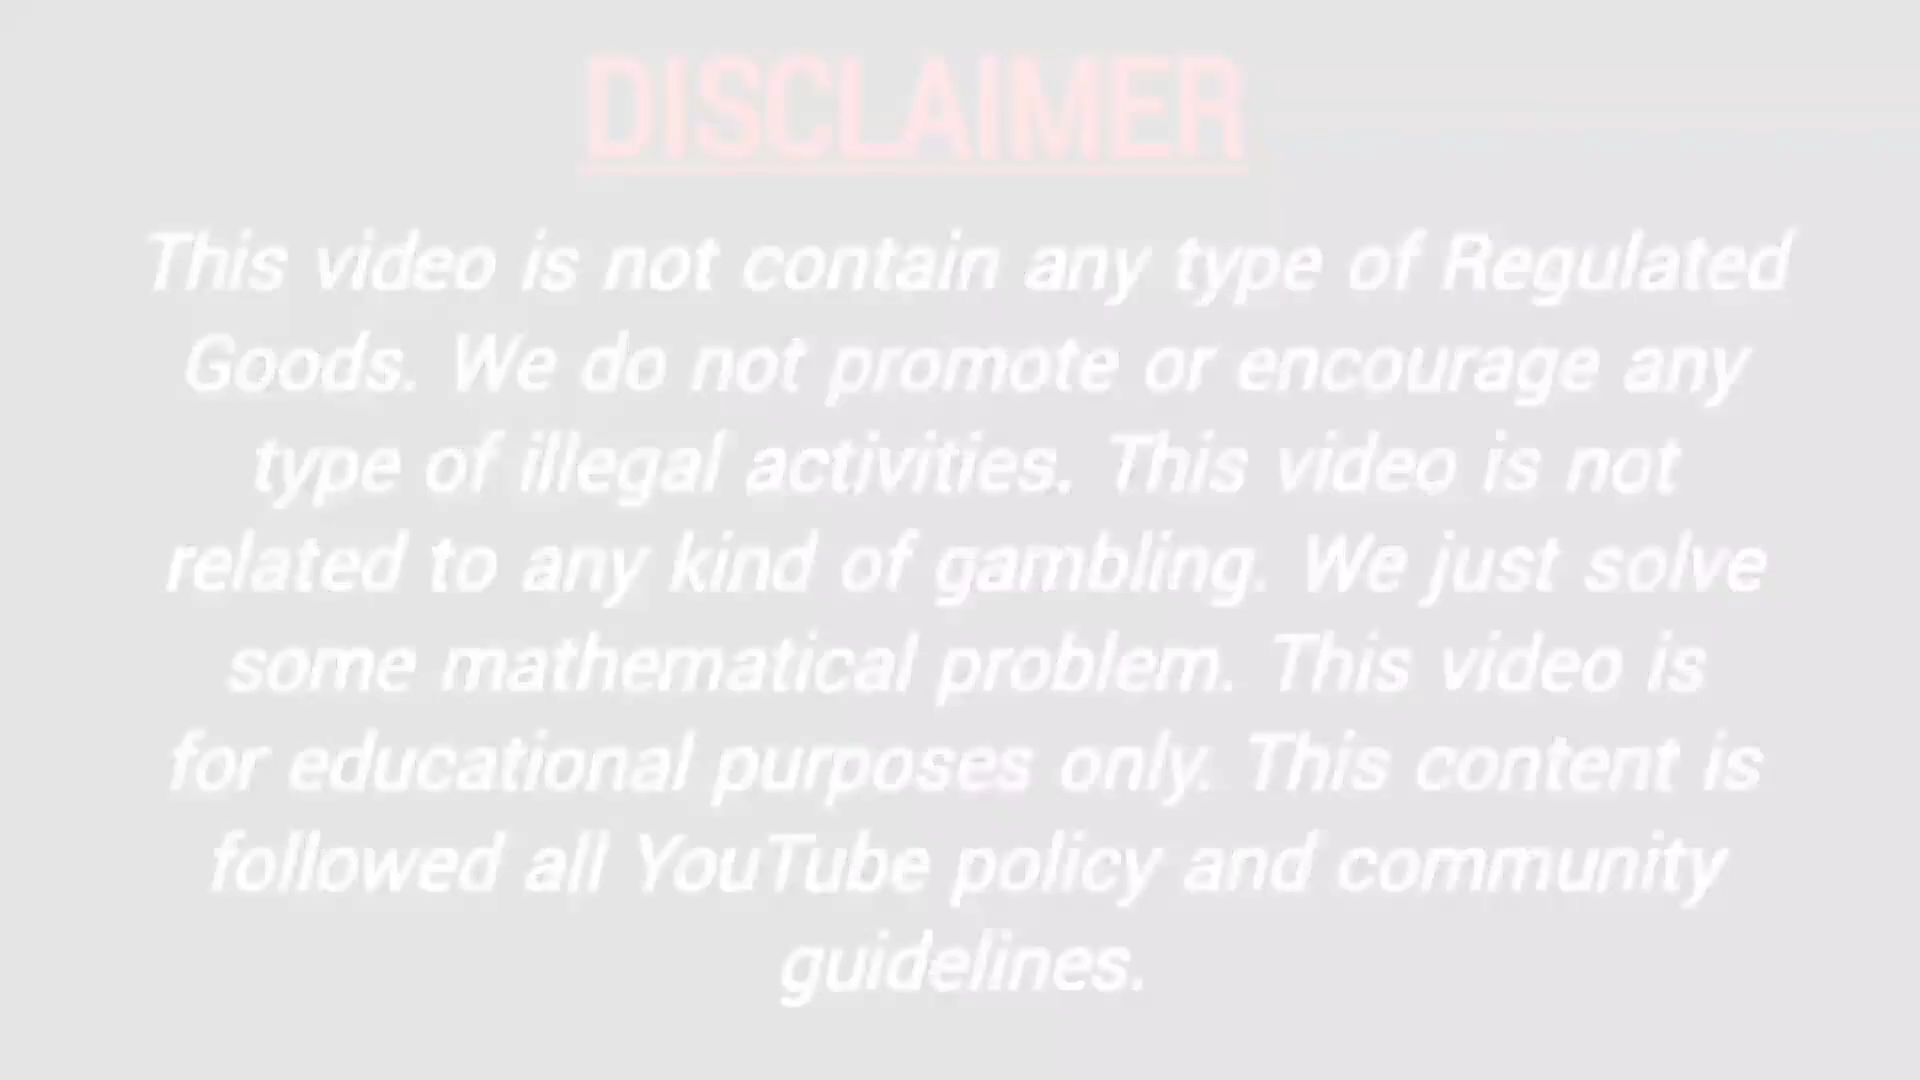 DISCLAIMER
This video is not contain any type of Regulated
Goods. We do not promote or encourage any
type of illegal activities. This video is not
related to any kind of gambling. We just solve
some mathematical problem. This video is
for educational purposes only. This content is
followed all YouTube policy and community
guidelines.